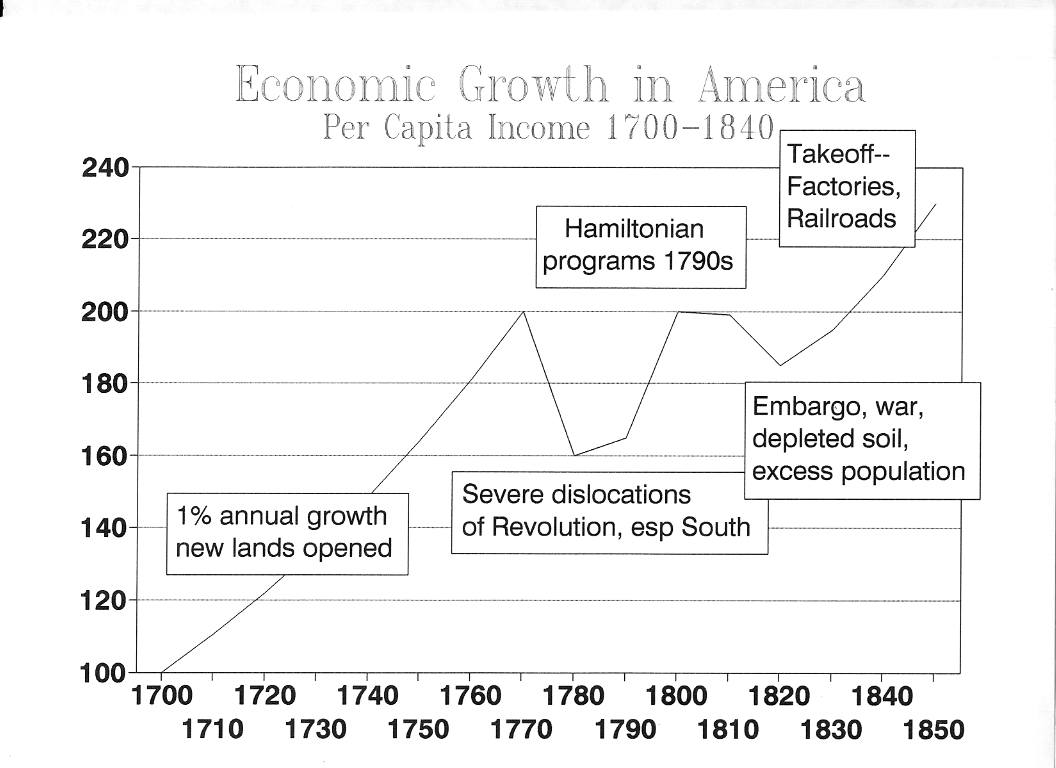 Economic Growth in America
Per Capita Income 1700-1840
240
220
200
180
160
140
120
100
Takeoff--
Factories,
Railroads
Hamiltonian
programs 1790s
Embargo, war,
depleted soil,
excess population
Severe dislocations
of Revolution, esp South
1% annual growth
new lands opened
1700 1720 1740 1760 1780 1800 1820 1840
1710 1730 1750 1770 1790 1810 1830 1850